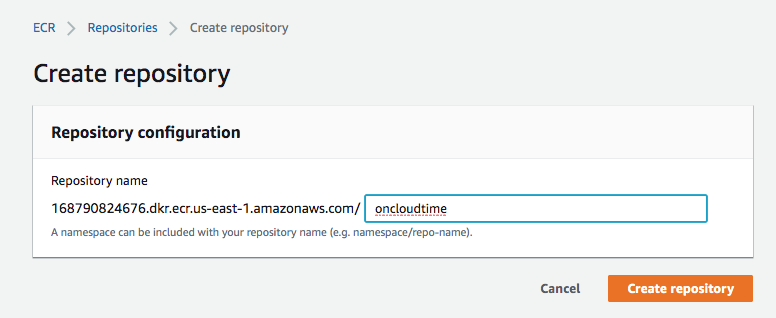 ECR > Repositories > Create repository
Create repository
Repository configuration
Repository name
168790824676.dkr.ecr.us-east-1.amazonaws.com/ oncloudtime
A namespace can be included with your repository name (e.g. namespace/repo-name).
Cancel Create repository